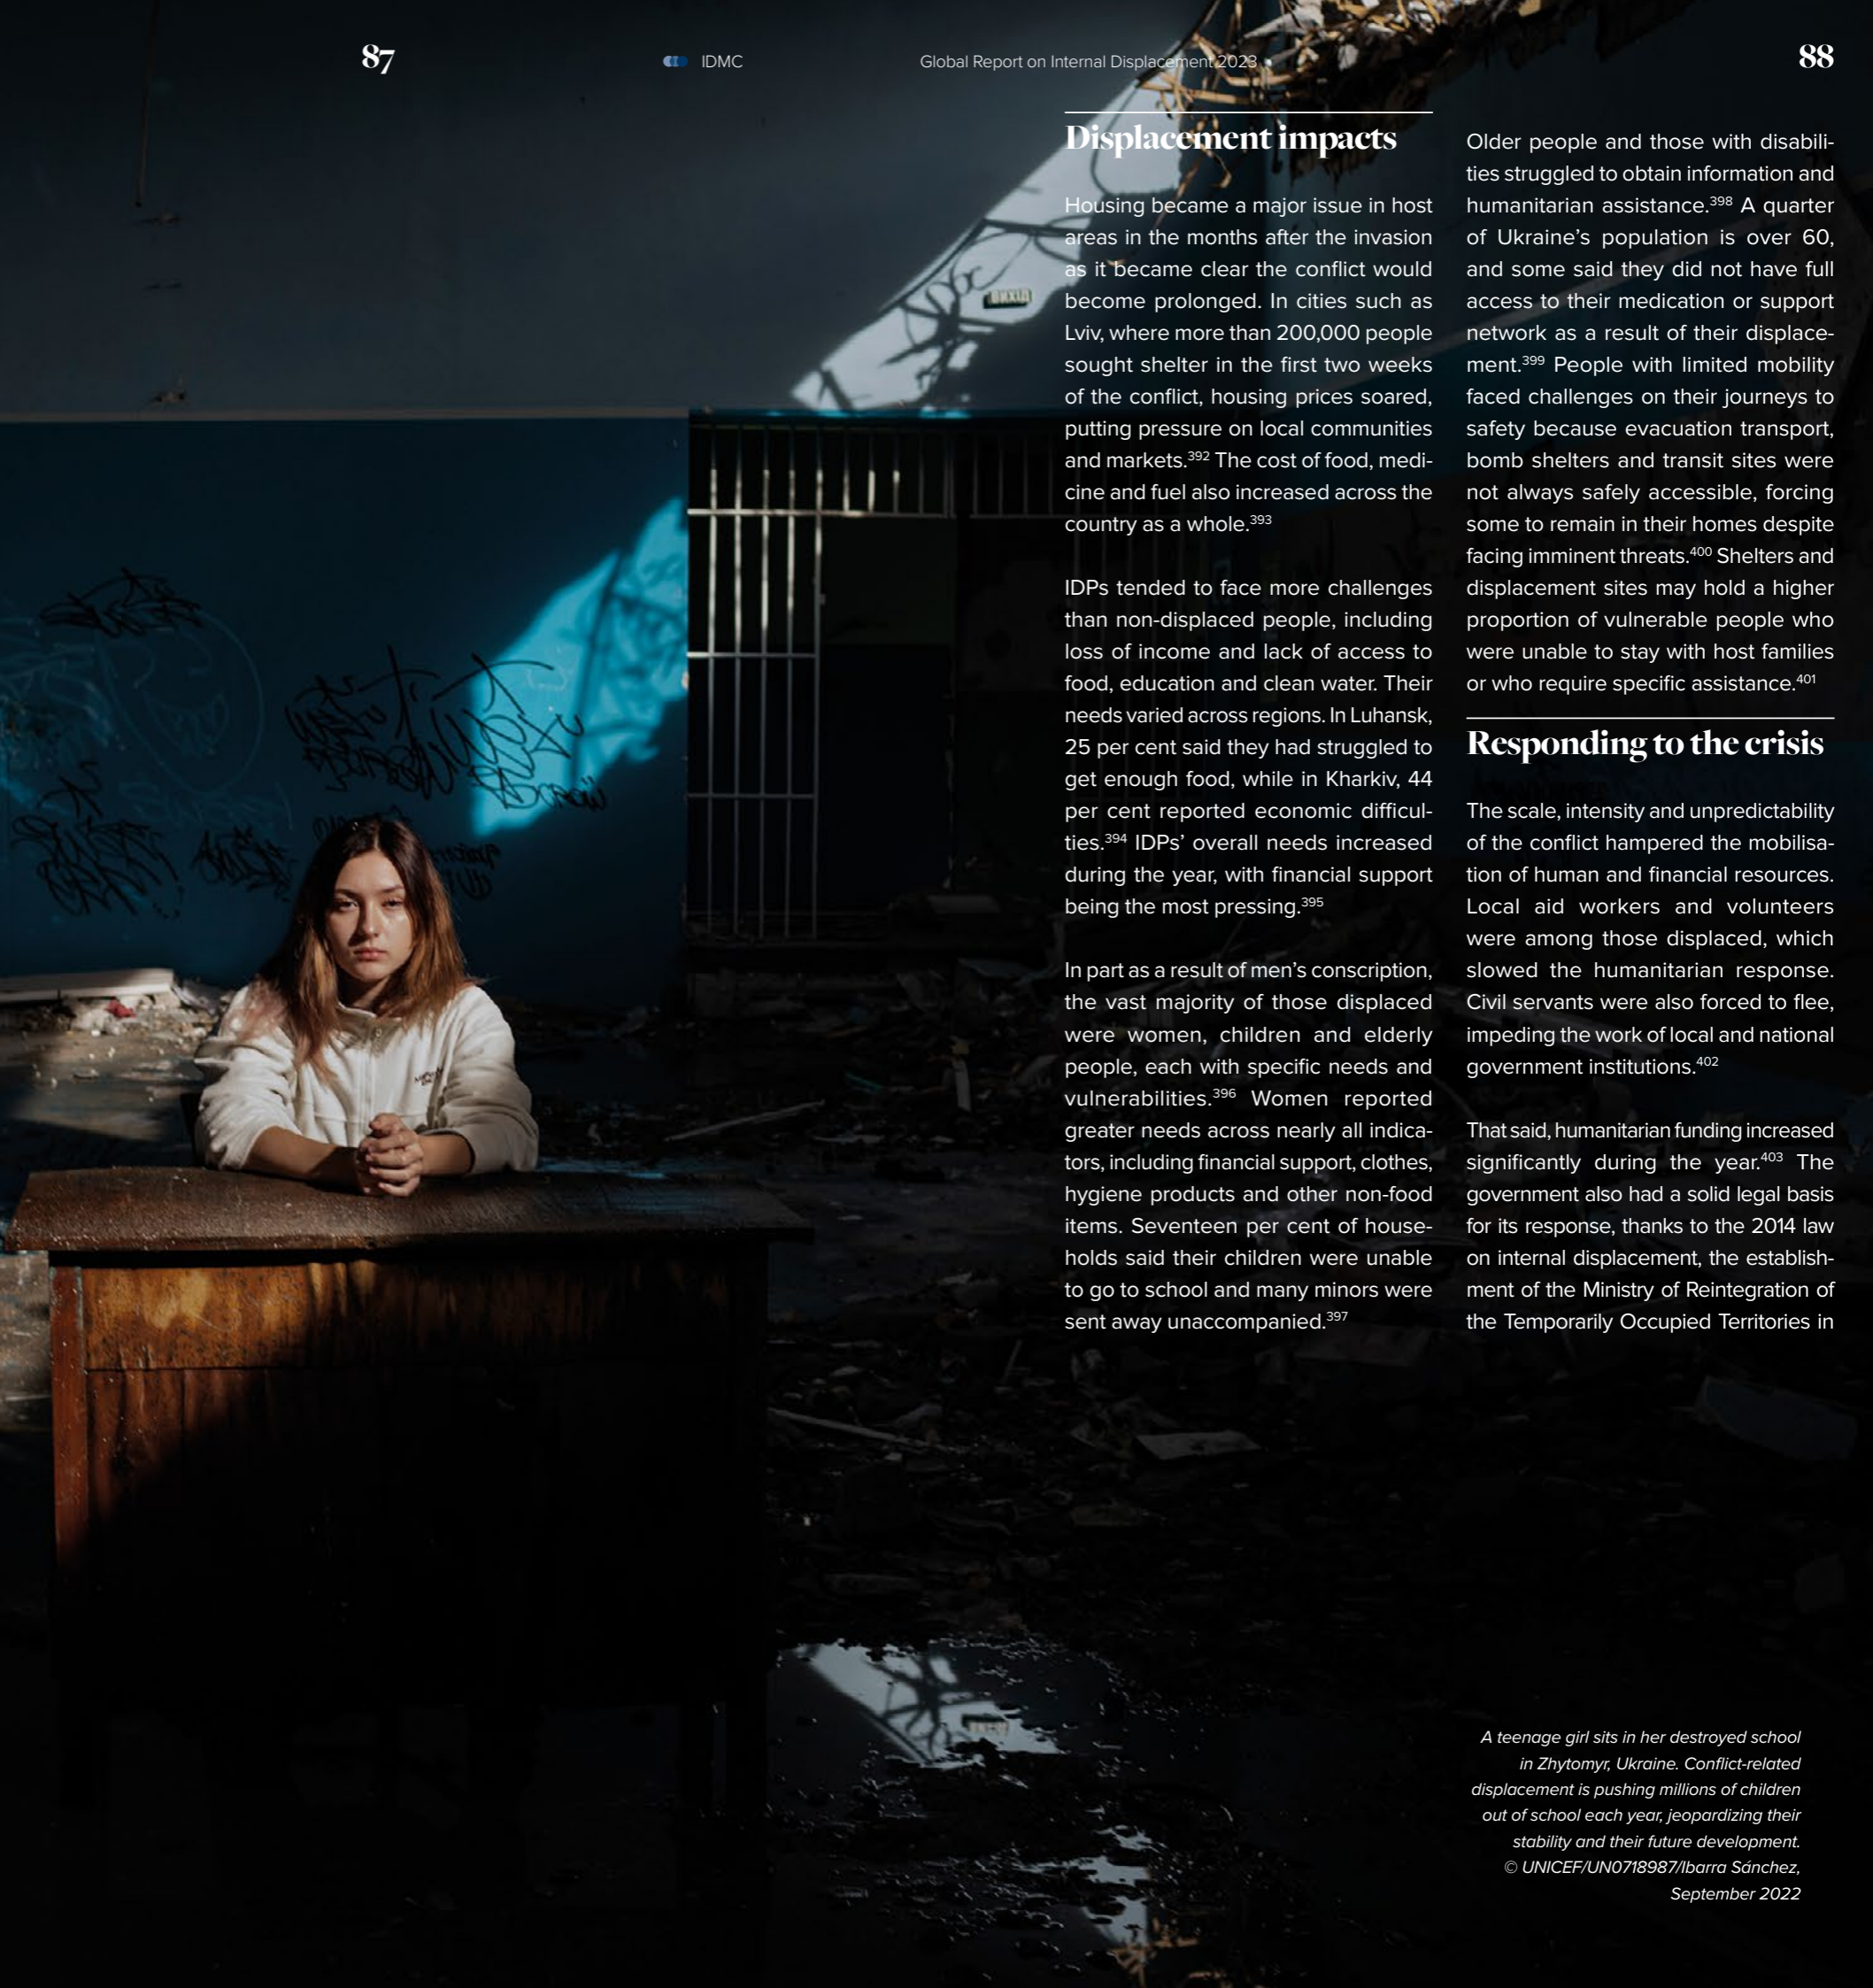 87
IDMC
Global Report on Internal Displacement 2023
88
Displacement impacts
Housing became a major issue in host
areas in the months after the invasion
as it became clear the conflict would
become prolonged. In cities such as
Lviv, where more than 200,000 people
sought shelter in the first two weeks
of the conflict, housing prices soared,
putting pressure on local communities
and markets.392 The cost of food, medi-
cine and fuel also increased across the
country as a whole.393
IDPs tended to face more challenges
than non-displaced people, including
loss of income and lack of access to
food, education and clean water. Their
needs varied across regions. In Luhansk,
25 per cent said they had struggled to
get enough food, while in Kharkiv, 44
per cent reported economic difficul-
ties.394 IDPs’ overall needs increased
during the year, with financial support
being the most pressing.395
In part as a result of men’s conscription,
the vast majority of those displaced
were women, children and elderly
people, each with specific needs and
vulnerabilities.396 Women reported
greater needs across nearly all indica-
tors, including financial support, clothes,
hygiene products and other non-food
items. Seventeen per cent of house-
holds said their children were unable
to go to school and many minors were
sent away unaccompanied.397
Older people and those with disabili-
ties struggled to obtain information and
humanitarian assistance.398 A quarter
of Ukraine’s population is over 60,
and some said they did not have full
access to their medication or support
network as a result of their displace-
ment.399 People with limited mobility
faced challenges on their journeys to
safety because evacuation transport,
bomb shelters and transit sites were
not always safely accessible, forcing
some to remain in their homes despite
facing imminent threats.400 Shelters and
displacement sites may hold a higher
proportion of vulnerable people who
were unable to stay with host families
or who require specific assistance.401
Responding to the crisis
The scale, intensity and unpredictability
of the conflict hampered the mobilisa-
tion of human and financial resources.
Local aid workers and volunteers
were among those displaced, which
slowed the humanitarian response.
Civil servants were also forced to flee,
impeding the work of local and national
government institutions.402
That said, humanitarian funding increased
significantly during the year.403 The
government also had a solid legal basis
for its response, thanks to the 2014 law
on internal displacement, the establish-
ment of the Ministry of Reintegration of
the Temporarily Occupied Territories in
ВИХІД
A teenage girl sits in her destroyed school
in Zhytomyr, Ukraine. Conflict-related
displacement is pushing millions of children
out of school each year, jeopardizing their
stability and their future development.
© UNICEF/UN0718987/Ibarra Sánchez,
September 2022